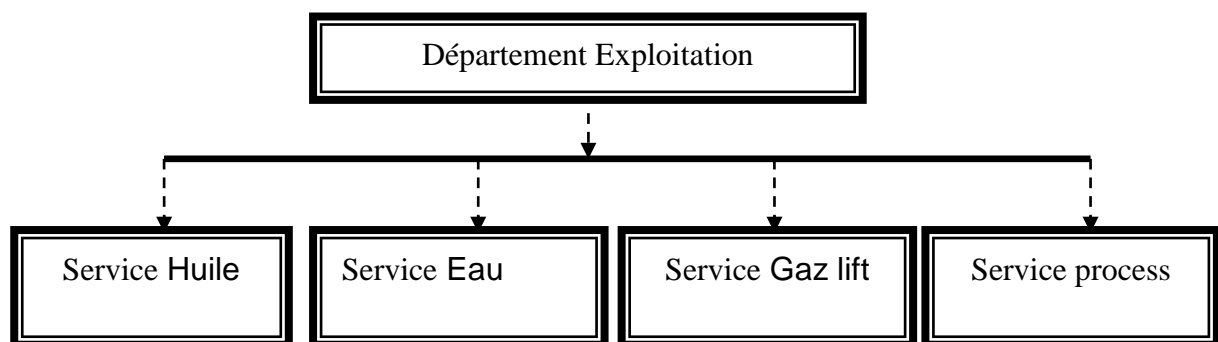 Département Exploitation
Service Huile
Service Eau
Service Gaz lift
Service process